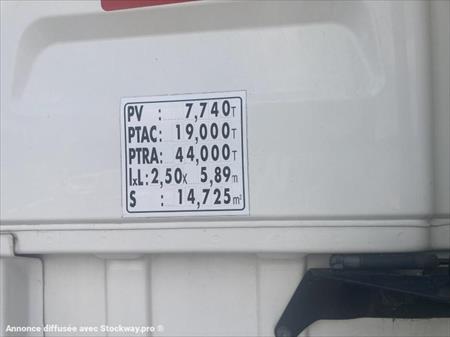 PV : 7,740T
PTAC: 19,000T
PTRA: 44,000T
lxL: 2,50x 5,89m
S : 14,725m²
Annonce diffusée avec Stockway.pro ®